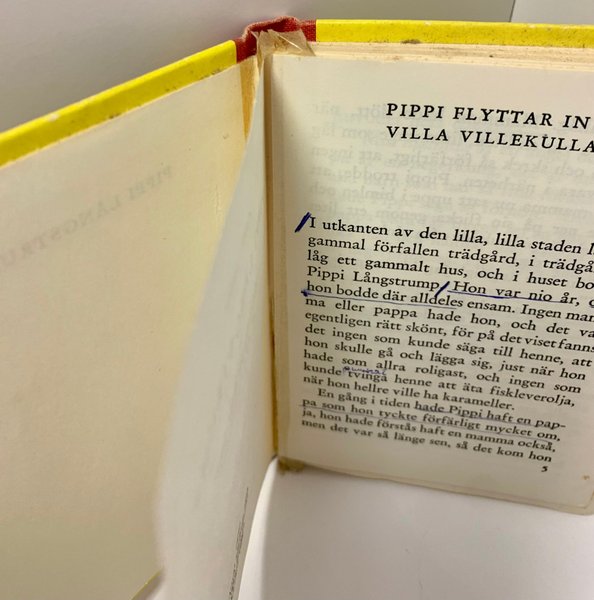 PIPPI LÅNGSTRU
PIPPI FLYTTAR IN
VILLA VILLEKULLA
I utkanten av den lilla, lilla staden
gammal förfallen trädgård, i trädgå
låg ett gammalt hus, och i huset bo
Pippi Långstrump. Hon var nio år, o
hon bodde där alldeles ensam. Ingen mam
ma eller pappa hade hon, och det va
egentligen rätt skönt, för på det viset fanns
det ingen som kunde säga till henne, att
hon skulle gå och lägga sig, just när hon
hade som allra roligast, och ingen som
kunde tvinga henne att äta fiskleverolja,
när hon hellre ville ha karameller.
En gång i tiden hade Pippi haft en pap-
pa som hon tyckte förfärligt mycket om,
ja, hon hade förstås haft en mamma också,
men det var så länge sen, så det kom hon
5